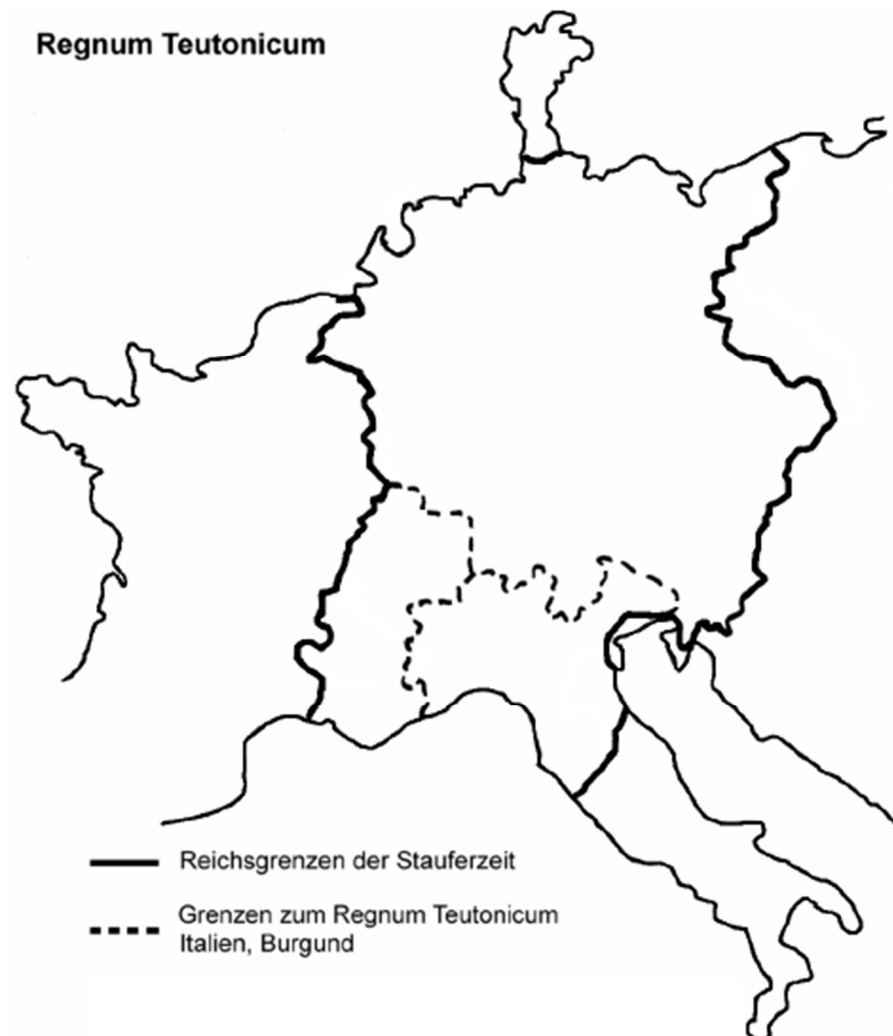 Regnum Teutonicum
Reichsgrenzen der Stauferzeit
Grenzen zum Regnum Teutonicum
Italien, Burgund